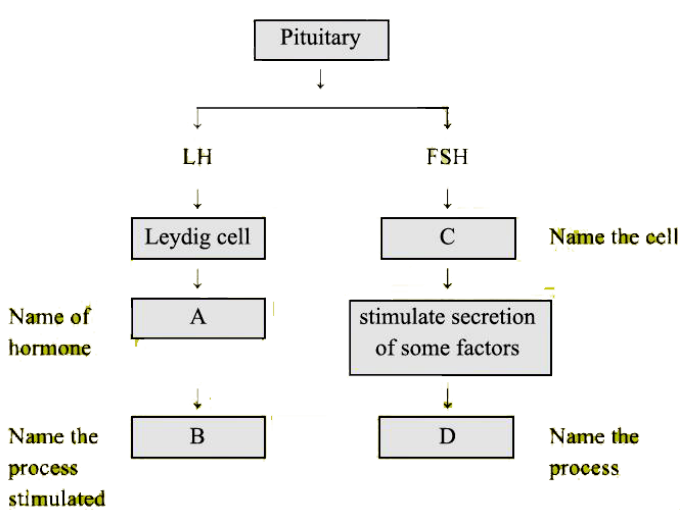 Pituitary
LH
FSH
Leydig cell
C
Name the cell
Name of
hormone
A
stimulate secretion
of some factors
Name the
process
stimulated
B
D
Name the
process